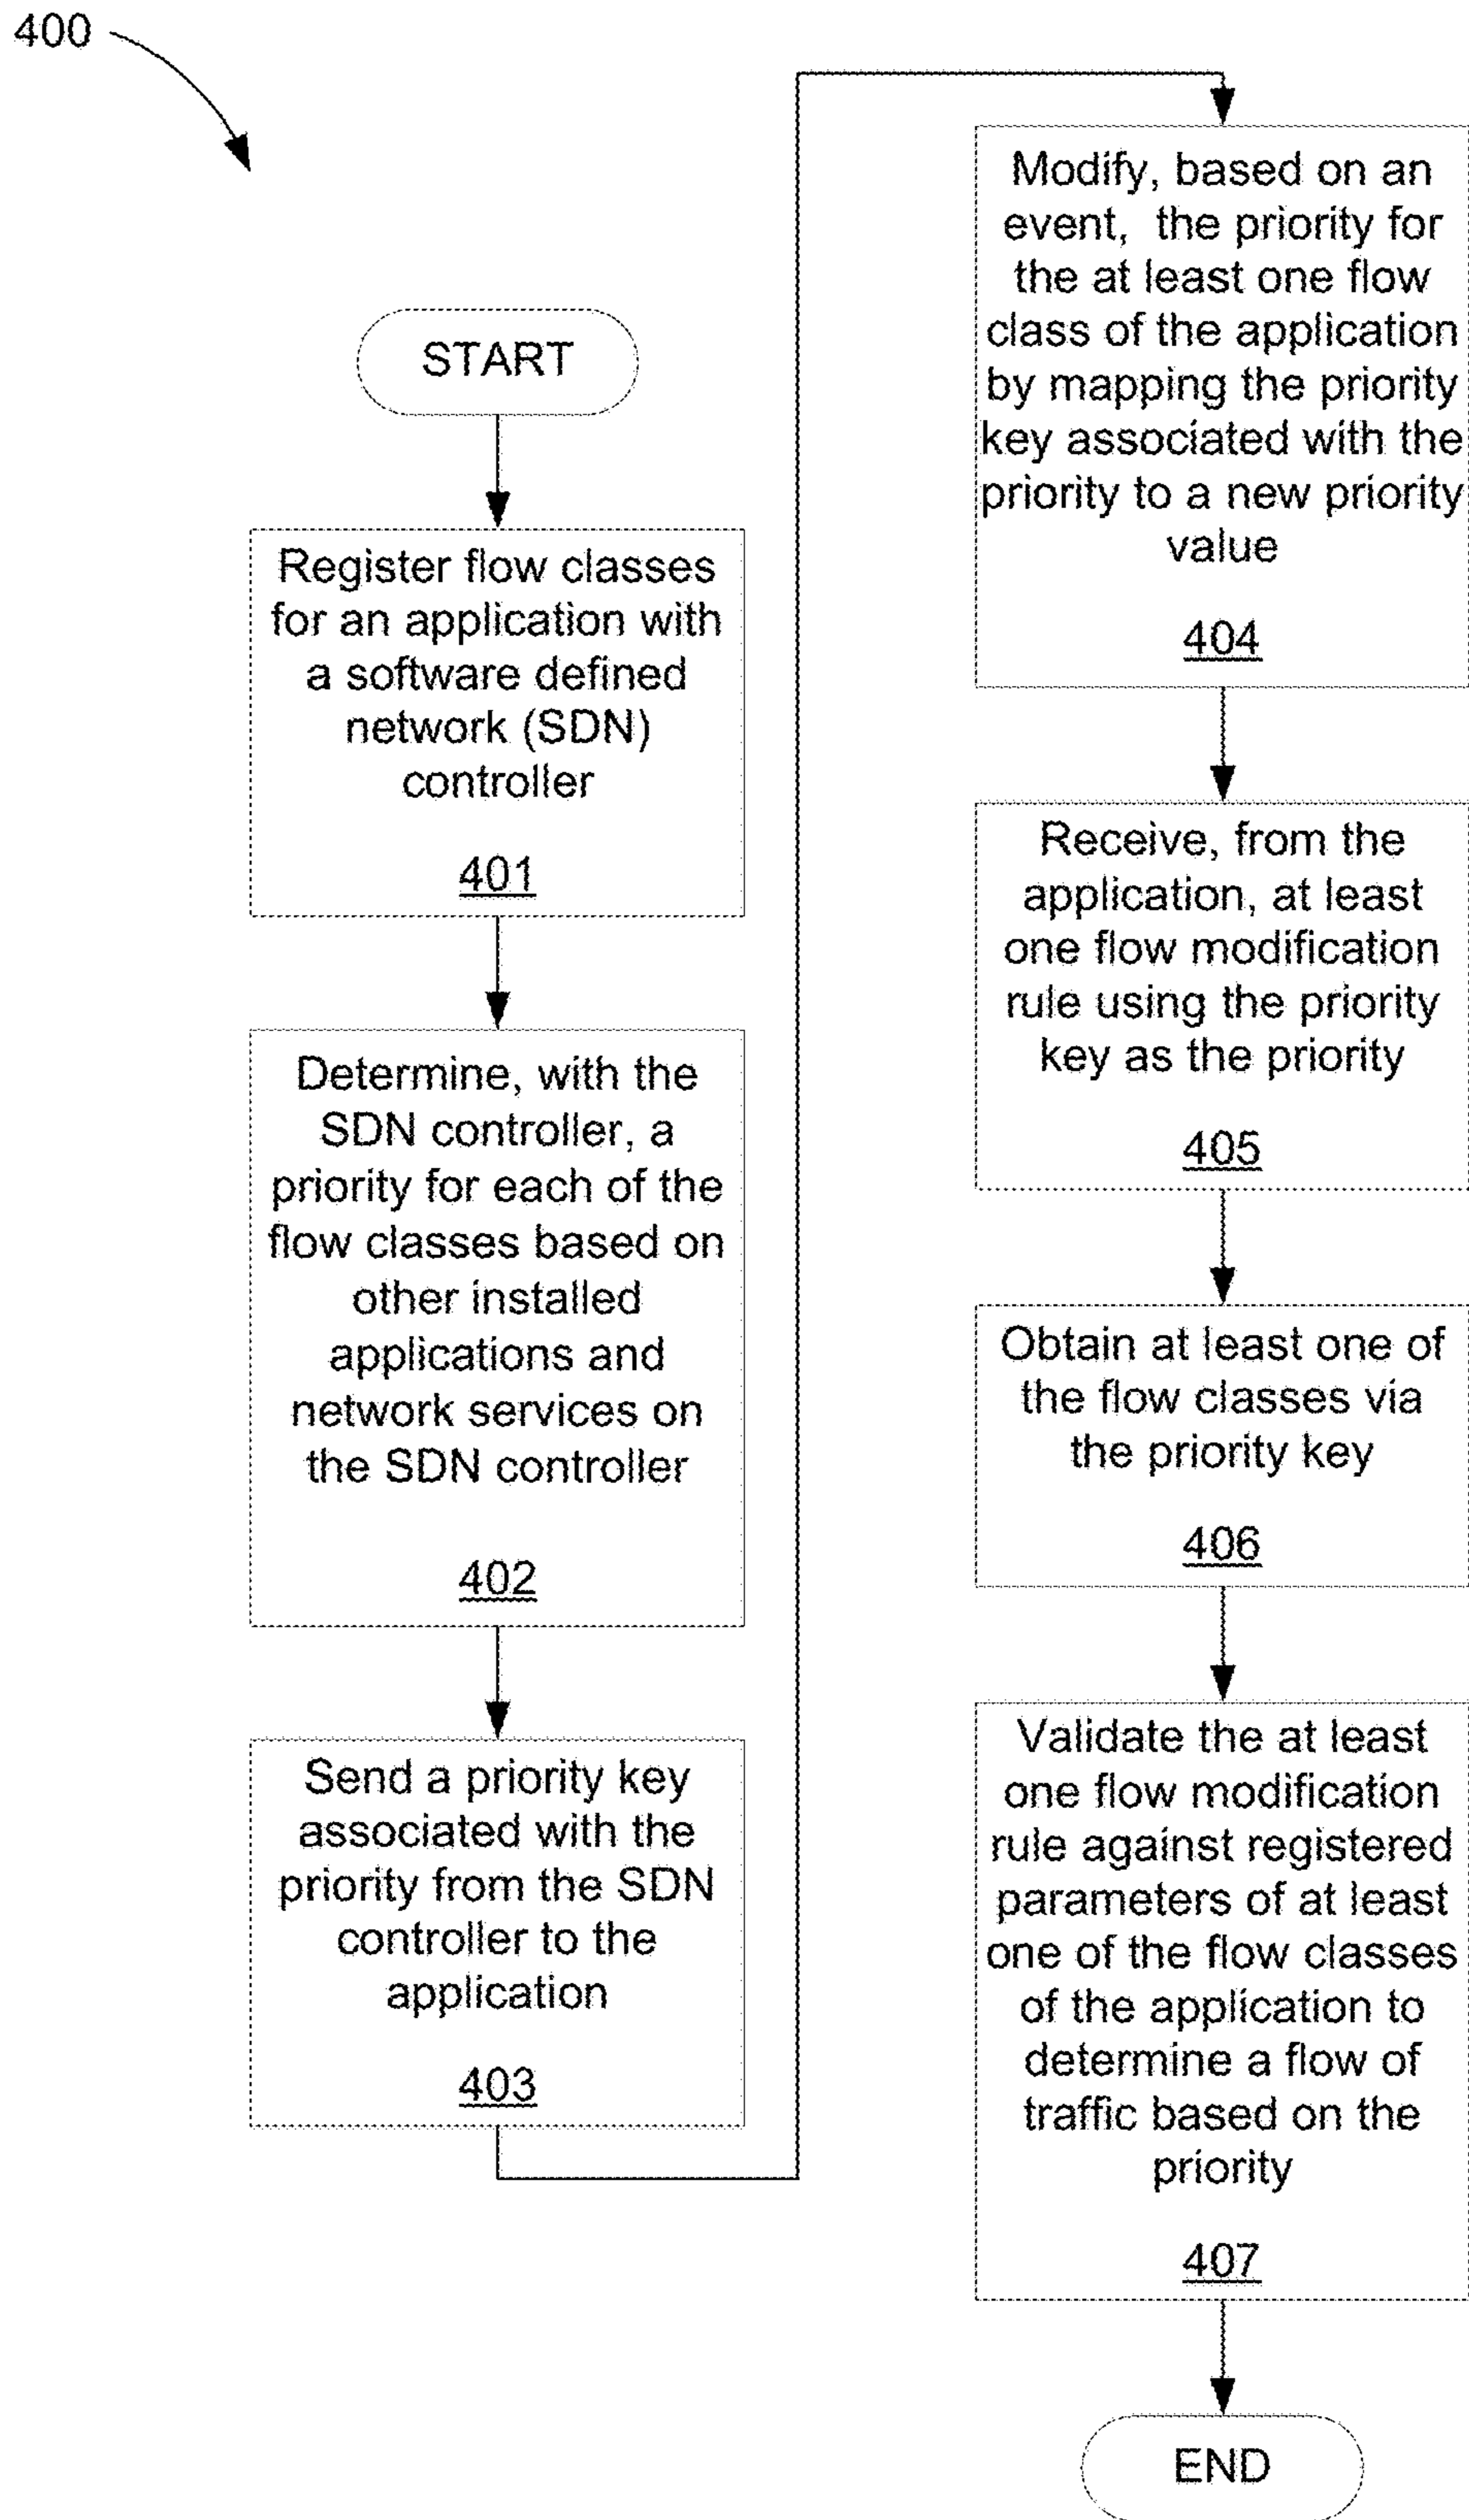 400
START
Register flow classes
for an application with
a software defined
network (SDN)
controller
401
Determine, with the
SDN controller, a
priority for each of the
flow classes based on
other installed
applications and
network services on
the SDN controller
402
Send a priority key
associated with the
priority from the SDN
controller to the
application
403
Modify, based on an
event, the priority for
the at least one flow
class of the application
by mapping the priority
key associated with the
priority to a new priority
value
404
Receive, from the
application, at least
one flow modification
rule using the priority
key as the priority
405
Obtain at least one of
the flow classes via
the priority key
406
Validate the at least
one flow modification
rule against registered
parameters of at least
one of the flow classes
of the application to
determine a flow of
traffic based on the
priority
407
END